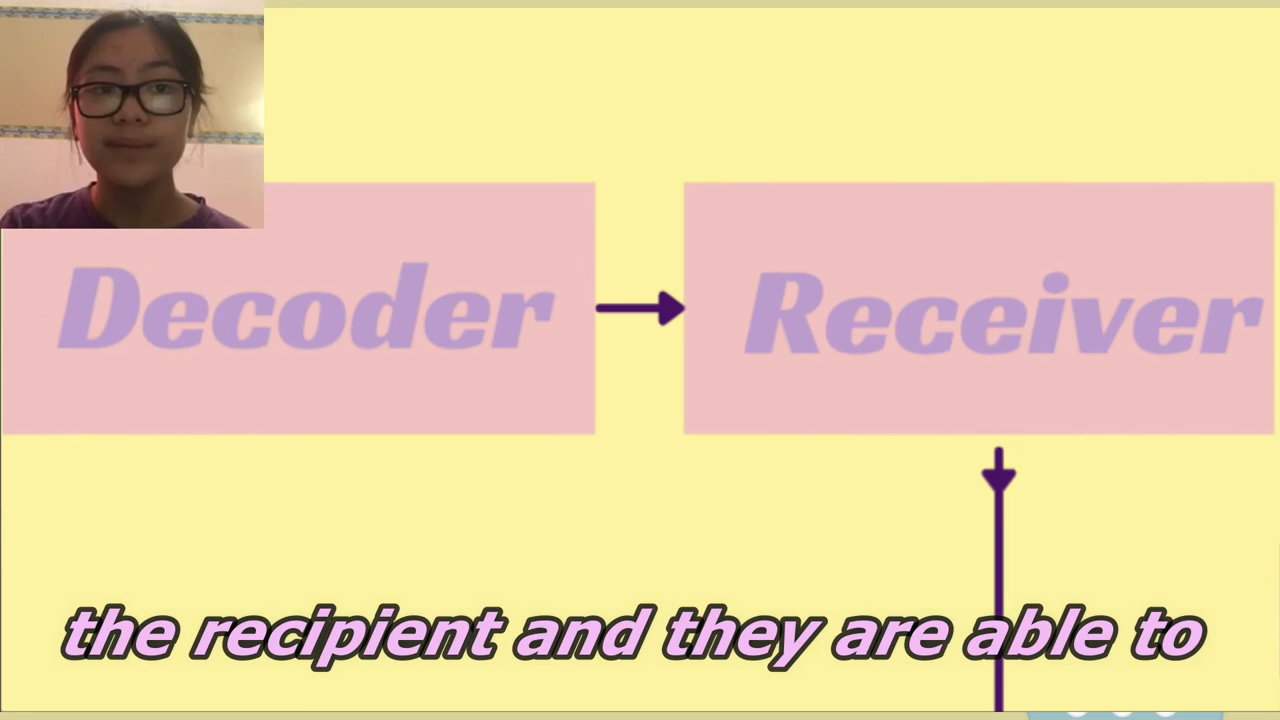 Decoder
Receiver
the recipient and they are able to